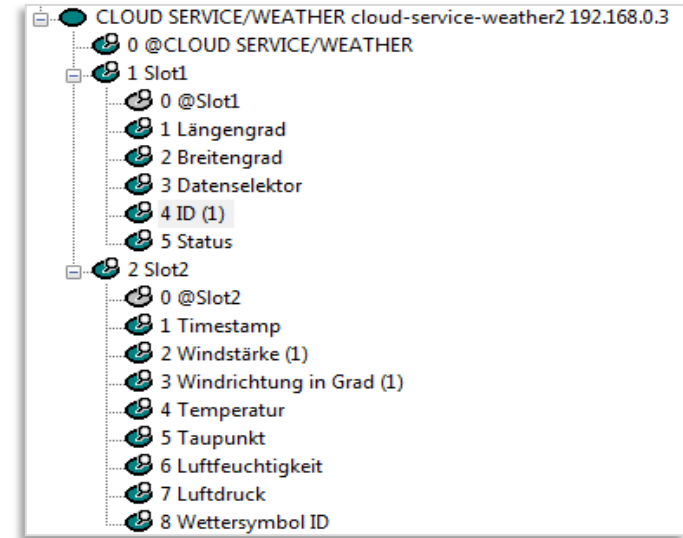 CLOUD SERVICE/WEATHER cloud-service-weather2 192.168.0.3
0 @CLOUD SERVICE/WEATHER
1 Slot1
0 @Slot1
1 Längengrad
2 Breitengrad
3 Datenselektor
4 ID (1)
5 Status
2 Slot2
0 @Slot2
1 Timestamp
2 Windstärke (1)
3 Windrichtung in Grad (1)
4 Temperatur
5 Taupunkt
6 Luftfeuchtigkeit
7 Luftdruck
8 Wettersymbol ID